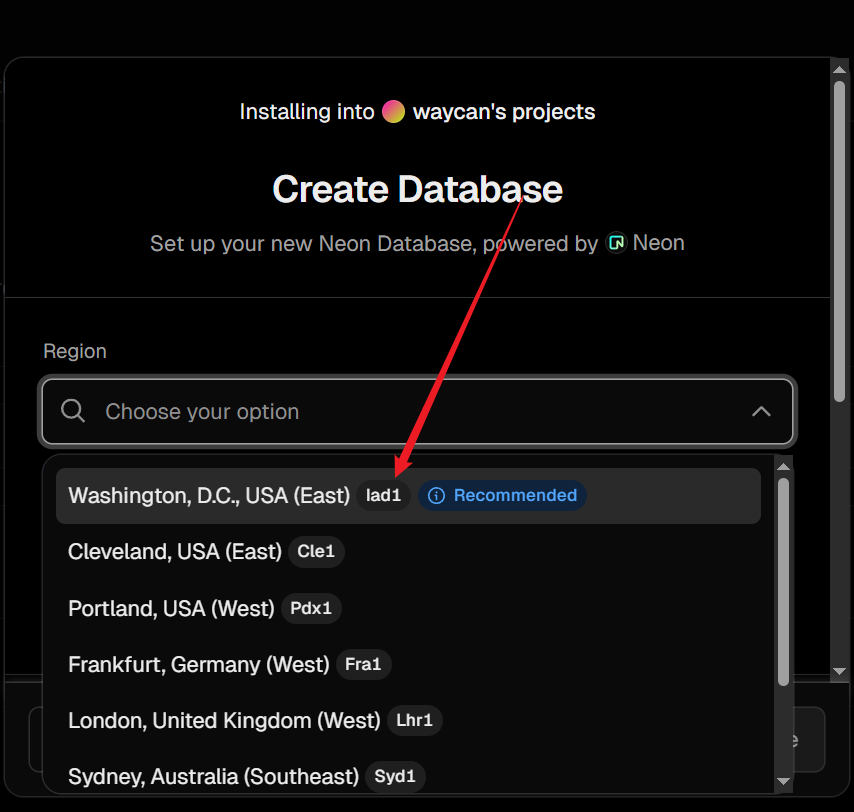 Installing into waycan's projects
Create Database
Set up your new Neon Database, powered by Neon
Region
Choose your option
Washington, D.C., USA (East) Iad1 Recommended
Cleveland, USA (East) Cle1
Portland, USA (West) Pdx1
Frankfurt, Germany (West) Fra1
London, United Kingdom (West) Lhr1
Sydney, Australia (Southeast) Syd1